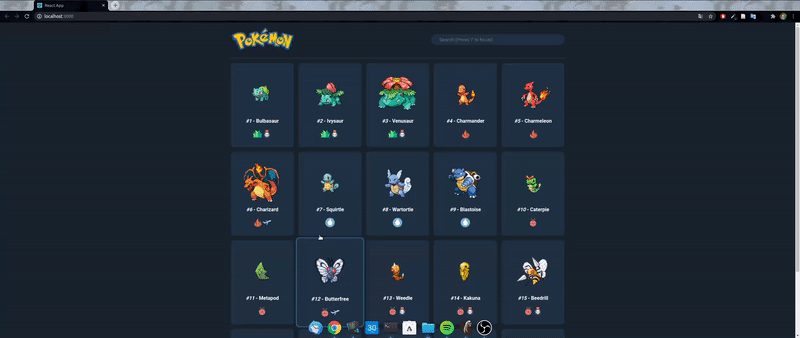 React App
localhost:3000
POKéMON
Search (Press '/' to focus)
#1 - Bulbasaur
#2 - Ivysaur
#3 - Venusaur
#4 - Charmander
#5 - Charmeleon
#6 - Charizard
#7 - Squirtle
#8 - Wartortle
#9 - Blastoise
#10 - Caterpie
#11 - Metapod
#12 - Butterfree
#13 - Weedle
#14 - Kakuna
#15 - Beedrill
30